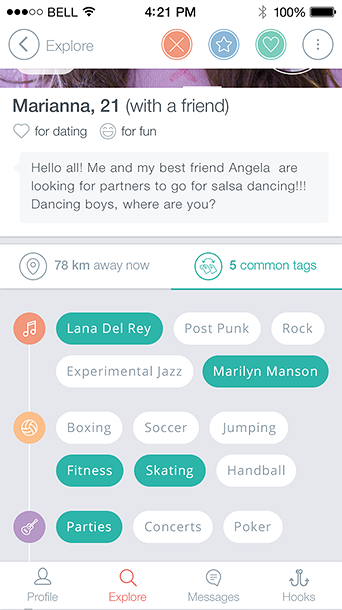 BELL 4:21 PM 100%
Explore
Marianna, 21 (with a friend)
for dating for fun
Hello all! Me and my best friend Angela are
looking for partners to go for salsa dancing!!!
Dancing boys, where are you?
78 km away now 5 common tags
Lana Del Rey Post Punk Rock
Experimental Jazz Marilyn Manson
Boxing Soccer Jumping
Fitness Skating Handball
Parties Concerts Poker
Profile Explore Messages Hooks